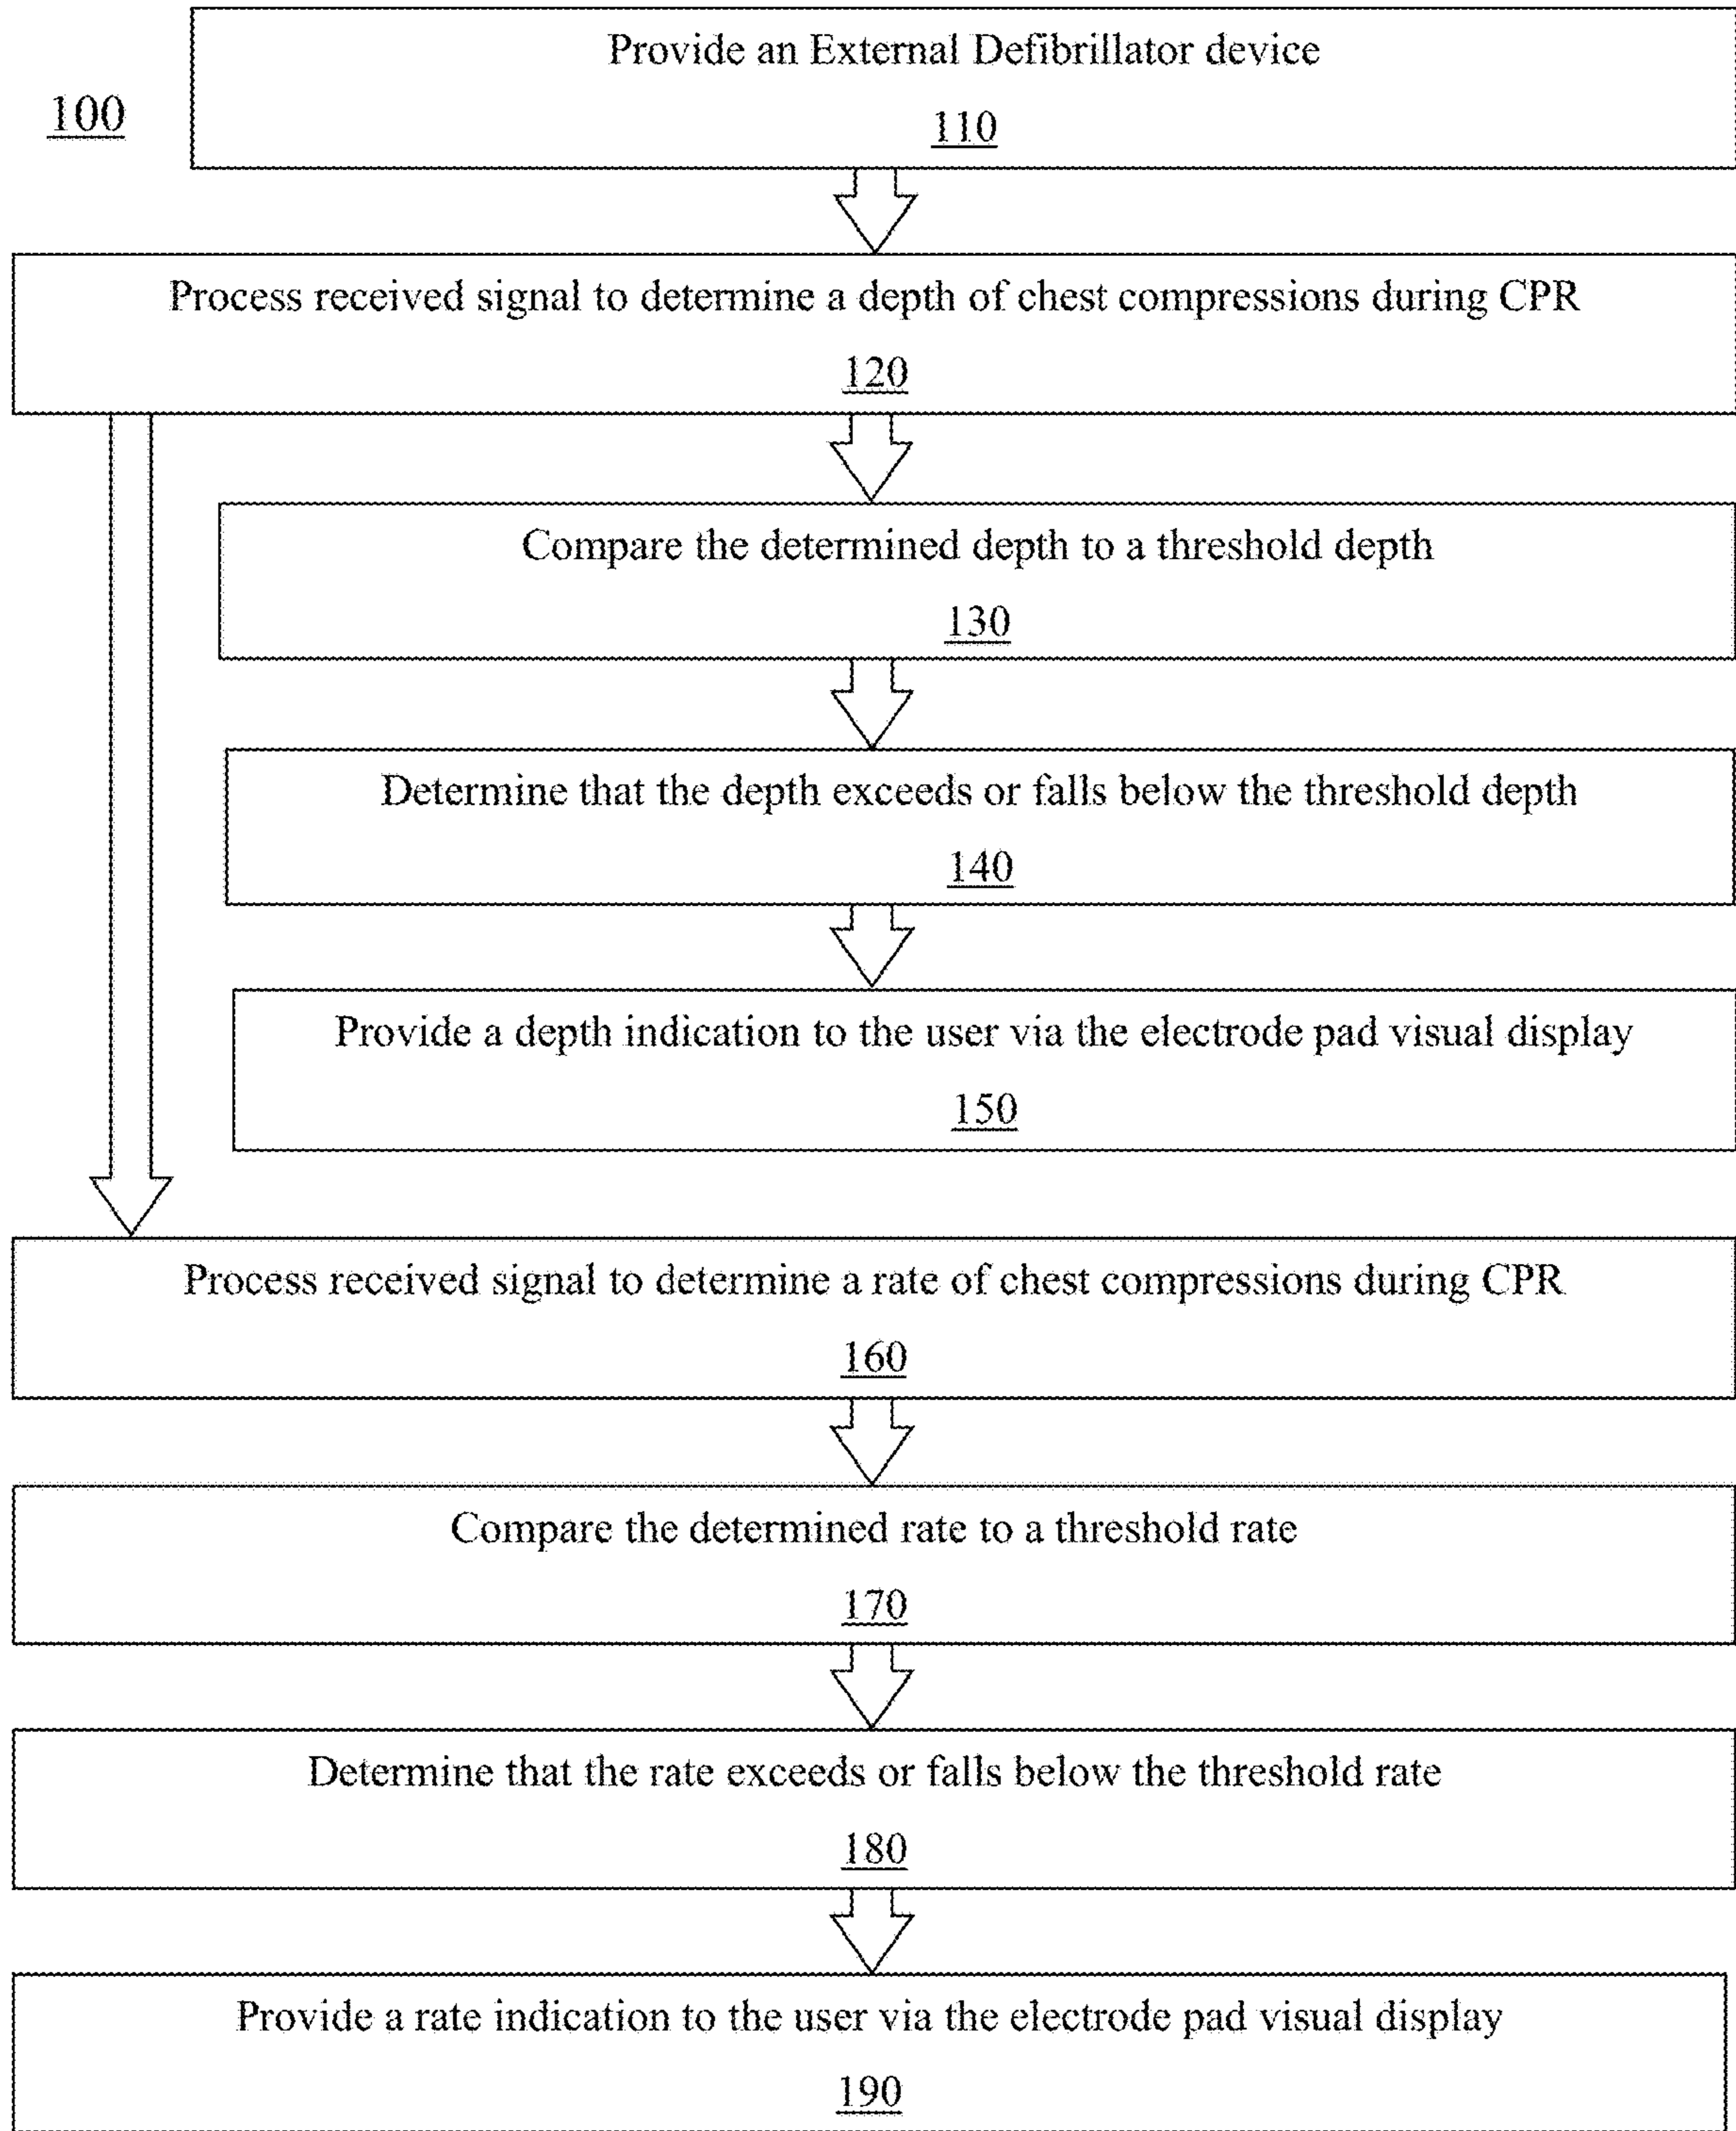 100
Provide an External Defibrillator device
110
Process received signal to determine a depth of chest compressions during CPR
120
Compare the determined depth to a threshold depth
130
Determine that the depth exceeds or falls below the threshold depth
140
Provide a depth indication to the user via the electrode pad visual display
150
Process received signal to determine a rate of chest compressions during CPR
160
Compare the determined rate to a threshold rate
170
Determine that the rate exceeds or falls below the threshold rate
180
Provide a rate indication to the user via the electrode pad visual display
190